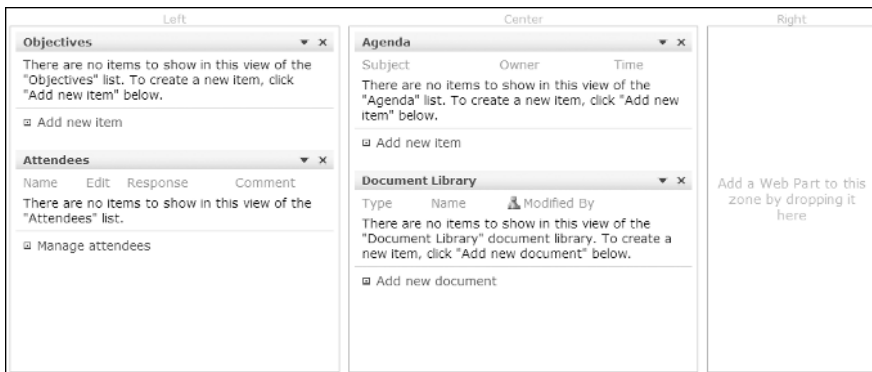 Left
Objectives
There are no items to show in this view of the
"Objectives" list. To create a new item, click
"Add new item" below.
Add new item
Attendees
Name Edit Response Comment
There are no items to show in this view of the
"Attendees" list.
Manage attendees
Center
Agenda
Subject Owner Time
There are no items to show in this view of the
"Agenda" list. To create a new item, click "Add new
item" below.
Add new item
Document Library
Type Name Modified By
There are no items to show in this view of the
"Document Library" document library. To create a
new item, click "Add new document" below.
Add new document
Right
Add a Web Part to this
zone by dropping it
here